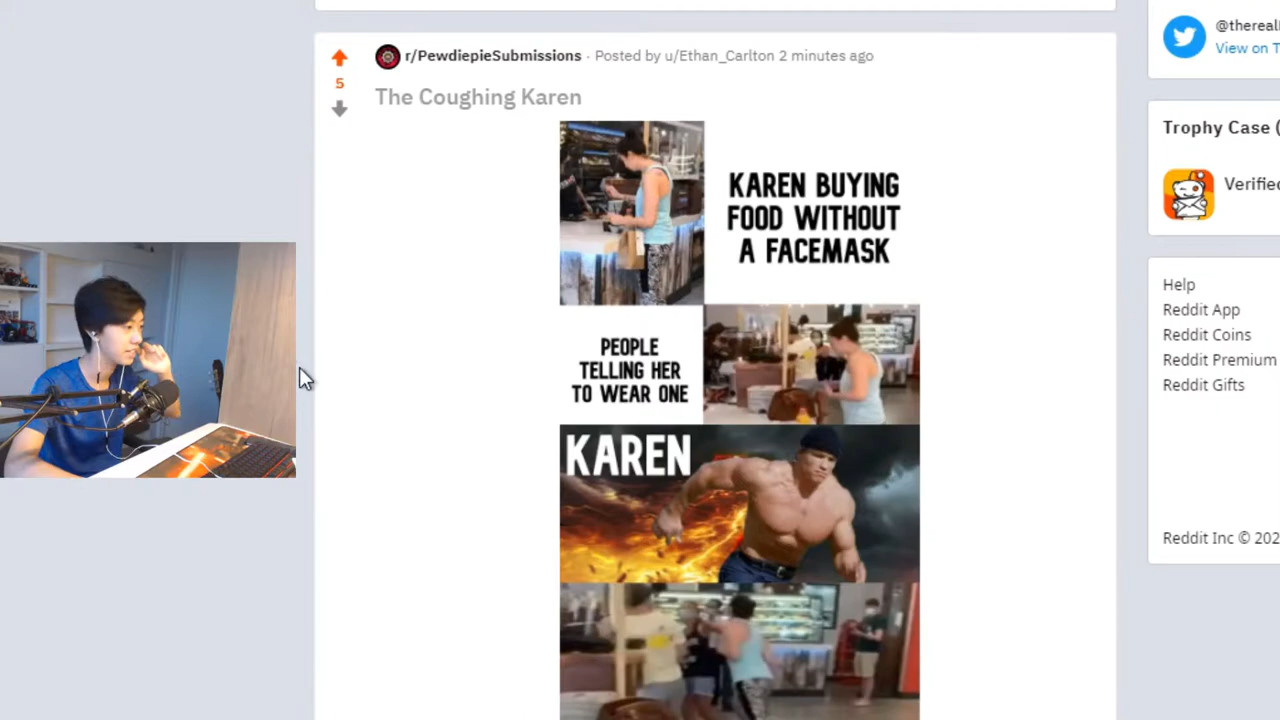 r/PewdiepieSubmissions · Posted by u/Ethan_Carlton 2 minutes ago
5
The Coughing Karen
KAREN BUYING
FOOD WITHOUT
A FACEMASK
PEOPLE
TELLING HER
TO WEAR ONE
KAREN
View on T
Trophy Case (
Help
Reddit App
Reddit Coins
Reddit Premium
Reddit Gifts
Reddit Inc © 202